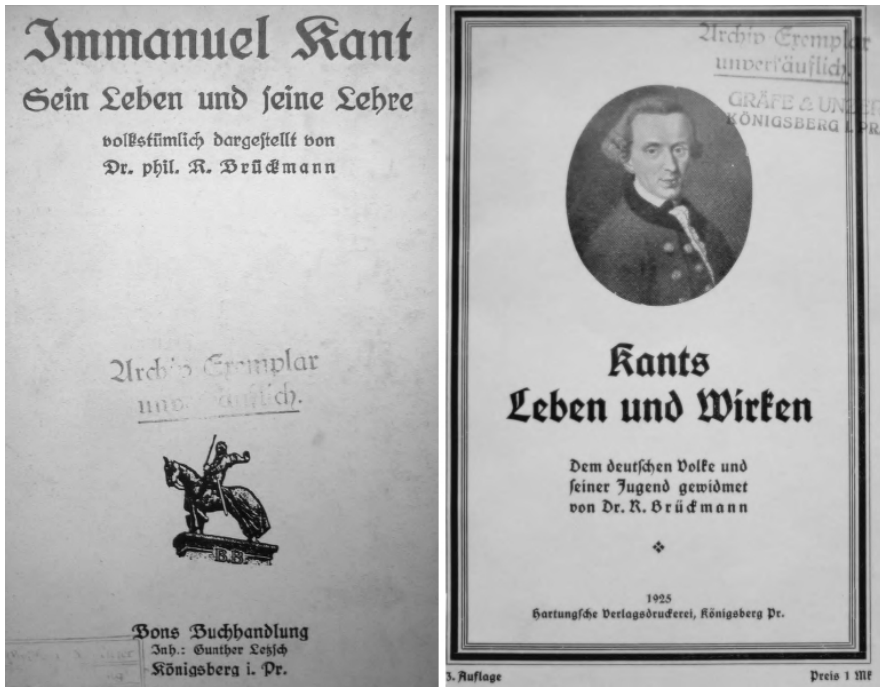 Immanuel Kant
Sein Leben und seine Lehre
volkstümlich dargestellt von
Dr. phil. R. Brückmann
Archiv Exemplar
B.B.
Bons Buchhandlung
Inh.: Gunther Letzsch
Königsberg i. Pr.
Archiv Exemplar
unverkäuflich.
GRÄFE & UNZER
KÖNIGSBERG I. PR
Kants
Leben und Wirken
Dem deutschen Volke und
seiner Jugend gewidmet
von Dr. R. Brückmann
1925
Hartungsche Verlagsdruckerei, Königsberg Pr.
3. Auflage
Preis 1 Mk